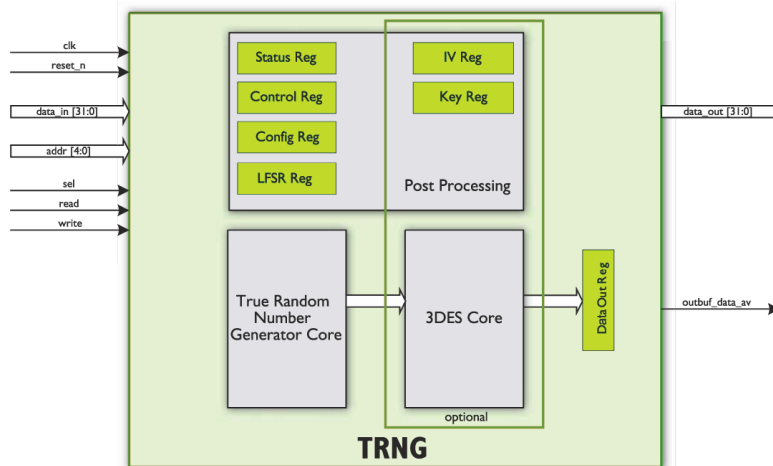 clk
reset_n
data_in [31:0]
addr [4:0]
sel
read
write
Status Reg
Control Reg
Config Reg
LFSR Reg
IV Reg
Key Reg
Post Processing
True Random
Number
Generator Core
3DES Core
Data Out Reg
optional
TRNG
data_out [31:0]
outbuf_data_av